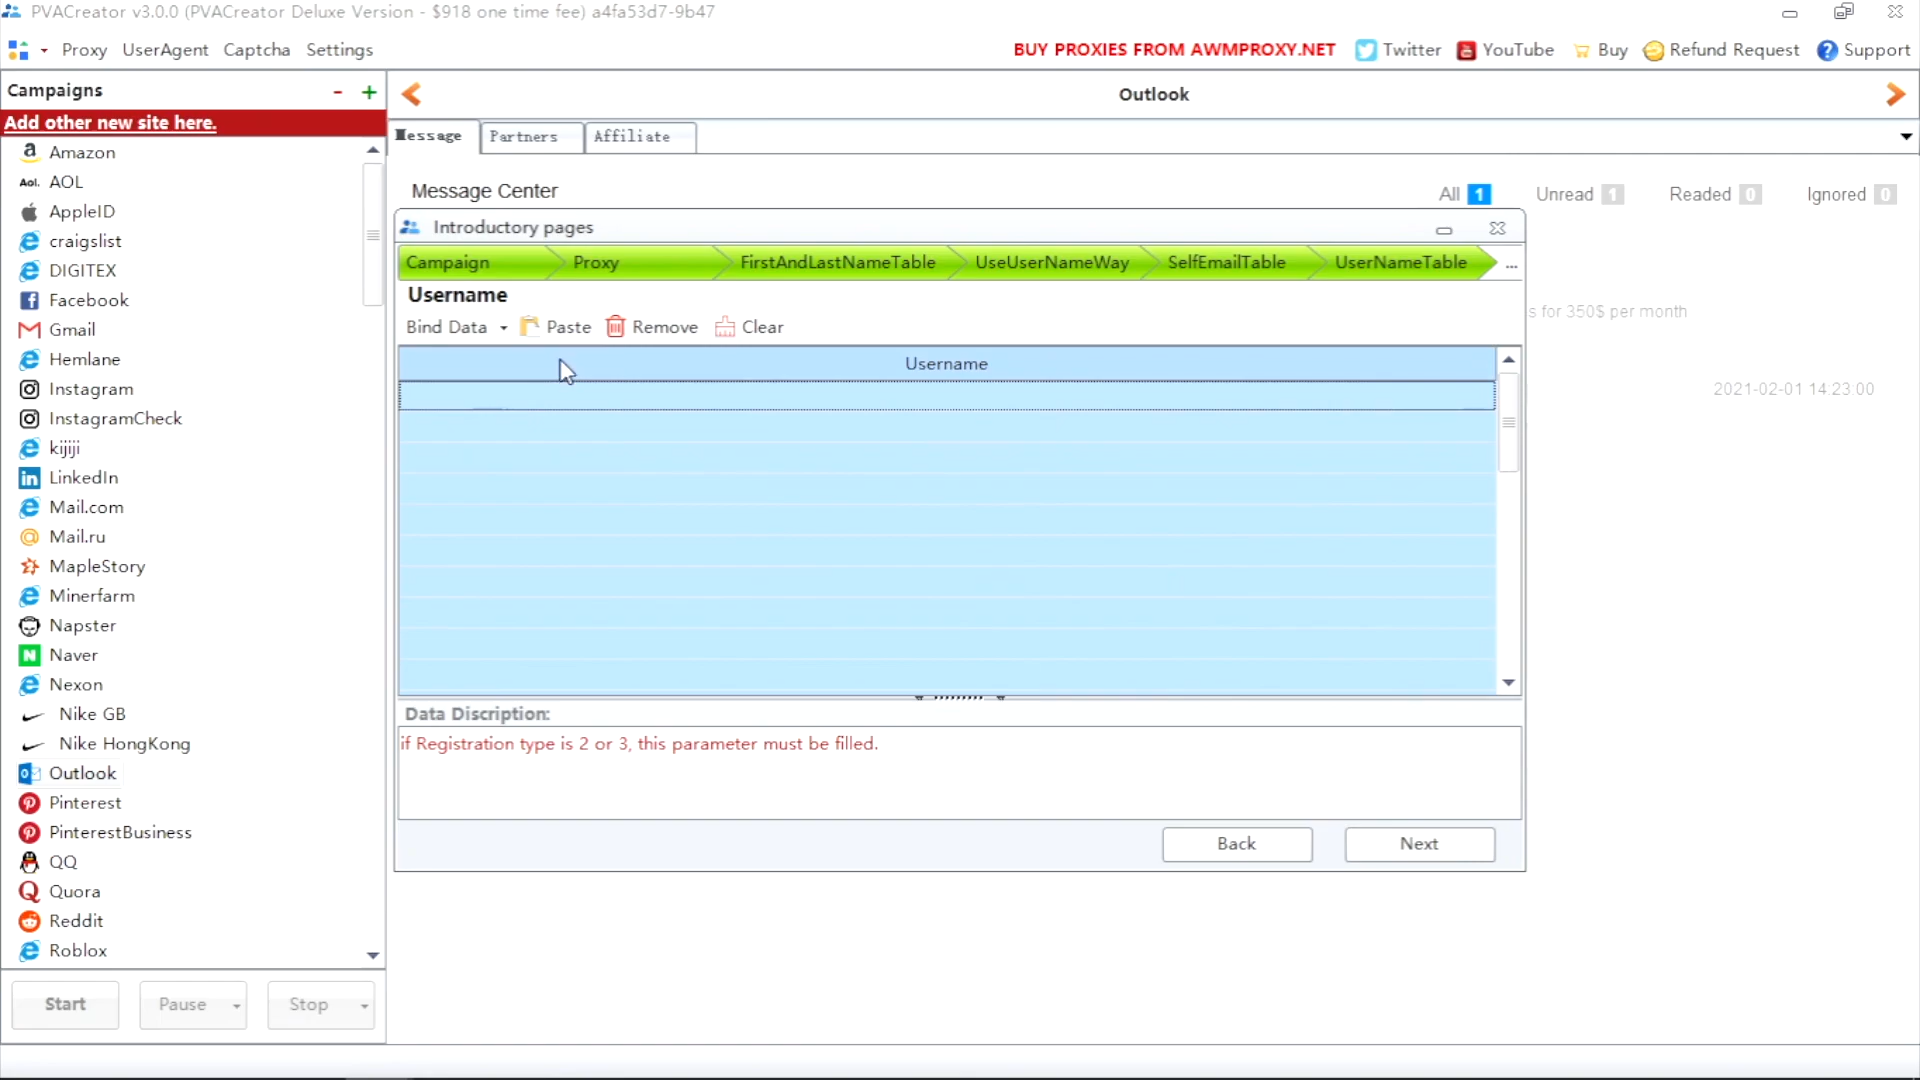 PVACreator v3.0.0 (PVACreator Deluxe Version - $918 one time fee) a4fa53d7-9b47
Proxy UserAgent Captcha Settings
BUY PROXIES FROM AWMPROXY.NET Twitter YouTube Buy Refund Request Support
Campaigns - +
Add other new site here.
Amazon
Aol. AOL
AppleID
craigslist
DIGITEX
Facebook
Gmail
Hemlane
Instagram
InstagramCheck
kijiji
LinkedIn
Mail.com
Mail.ru
MapleStory
Minerfarm
Napster
Naver
Nexon
Nike GB
Nike HongKong
Outlook
Pinterest
PinterestBusiness
QQ
Quora
Reddit
Roblox
Start Pause Stop
Outlook
Message Partners Affiliate
Message Center
All 1 Unread 1 Readed 0 Ignored 0
Introductory pages
Campaign Proxy FirstAndLastNameTable UseUserNameWay SelfEmailTable UserNameTable ...
Username
Bind Data Paste Remove Clear
Username
s for 350$ per month
2021-02-01 14:23:00
Data Discription:
if Registration type is 2 or 3, this parameter must be filled.
Back Next